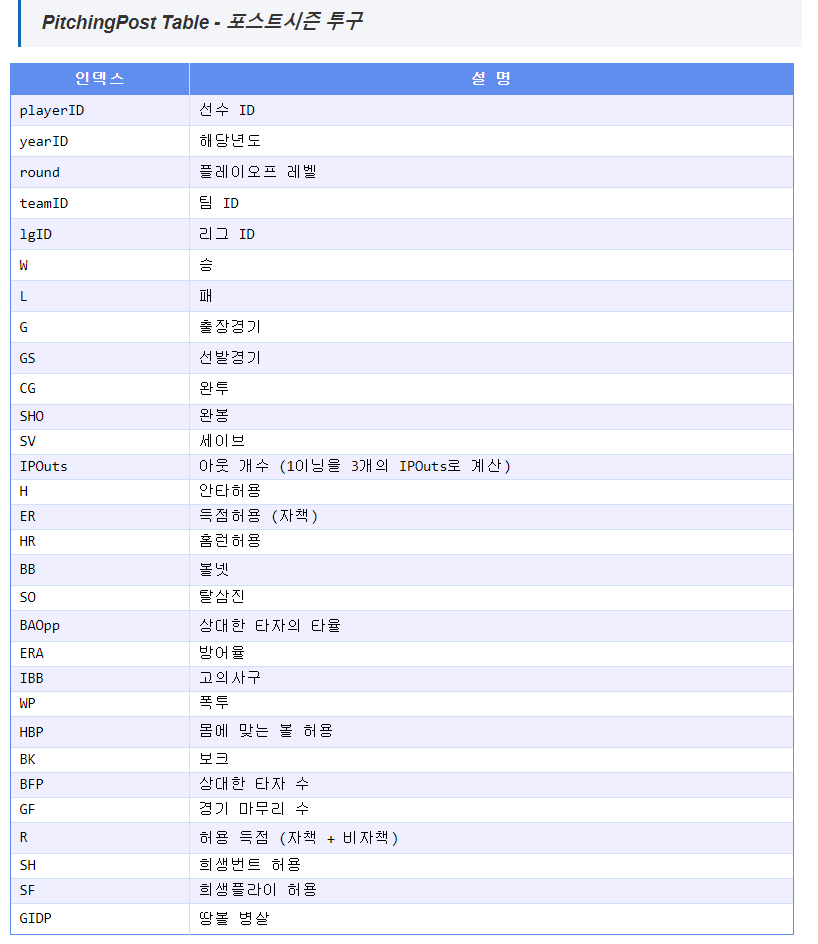 PitchingPost Table - 포스트시즌 투구
인덱스 설 명
playerID 선수 ID
yearID 해당년도
round 플레이오프 레벨
teamID 팀 ID
lgID 리그 ID
W 승
L 패
G 출장경기
GS 선발경기
CG 완투
SHO 완봉
SV 세이브
IPOuts 아웃 개수 (1이닝을 3개의 IPOuts로 계산)
H 안타허용
ER 득점허용 (자책)
HR 홈런허용
BB 볼넷
SO 탈삼진
BAOpp 상대한 타자의 타율
ERA 방어율
IBB 고의사구
WP 폭투
HBP 몸에 맞는 볼 허용
BK 보크
BFP 상대한 타자 수
GF 경기 마무리 수
R 허용 득점 (자책 + 비자책)
SH 희생번트 허용
SF 희생플라이 허용
GIDP 땅볼 병살